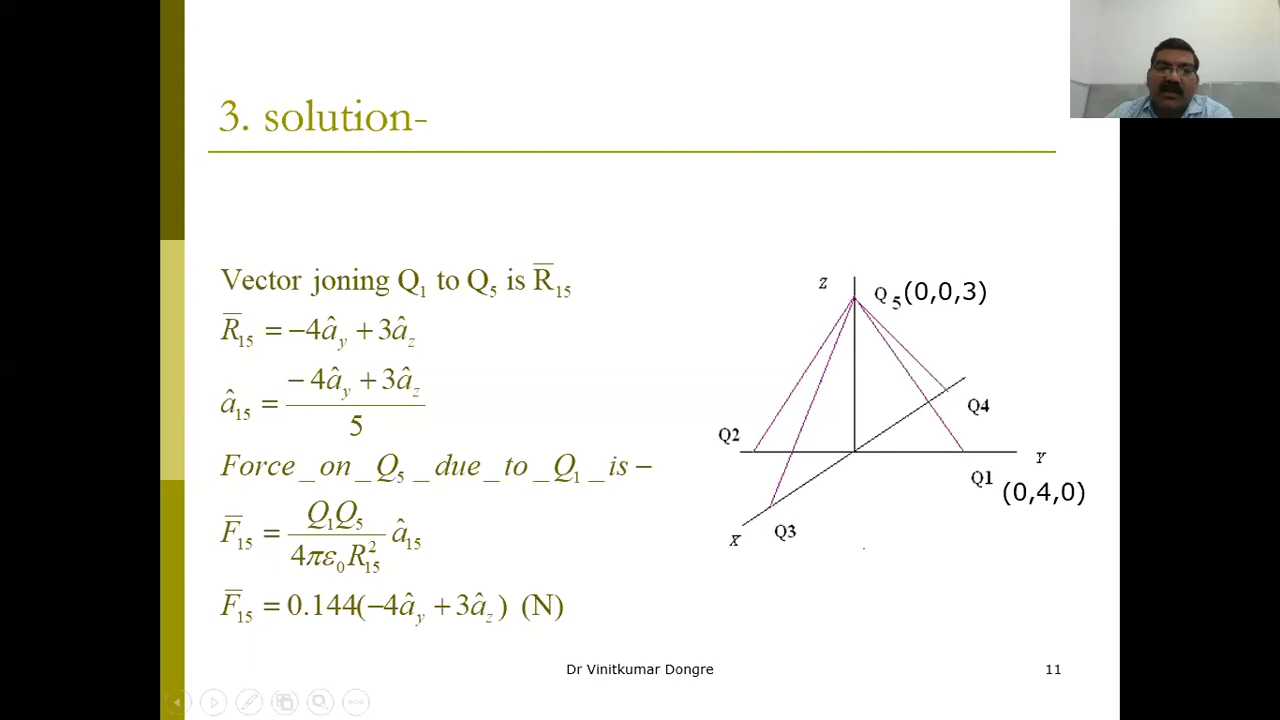 3. solution-
Vector joning Q₁ to Q₅ is R̅₁₅
R̅₁₅ = −4â_y + 3â_z
â₁₅ = (−4â_y + 3â_z) / 5
Force _ on _ Q₅ _ due _ to _ Q₁ _ is −
F̅₁₅ = (Q₁Q₅ / 4πε₀R₁₅²) â₁₅
F̅₁₅ = 0.144(−4â_y + 3â_z) (N)
Z
Q 5 (0,0,3)
Q4
Q2
Y
Q1 (0,4,0)
Q3
X
Dr Vinitkumar Dongre
11